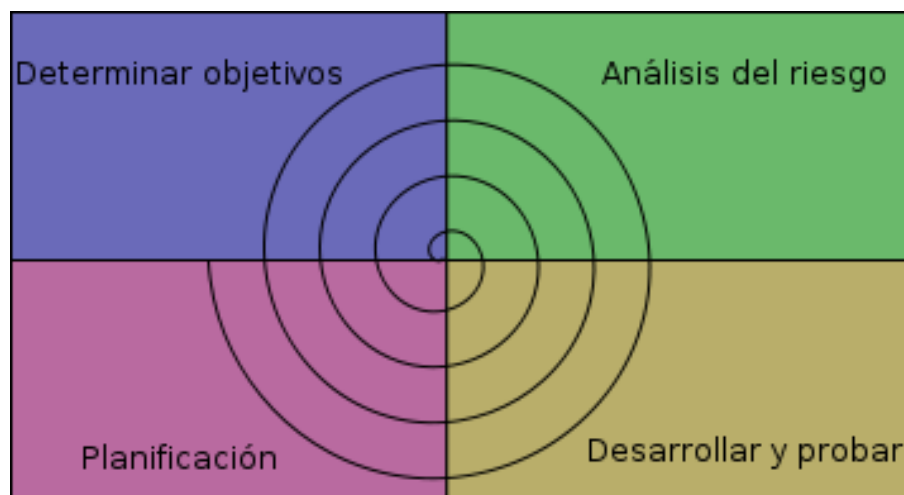 Determinar objetivos
Análisis del riesgo
Planificación
Desarrollar y probar